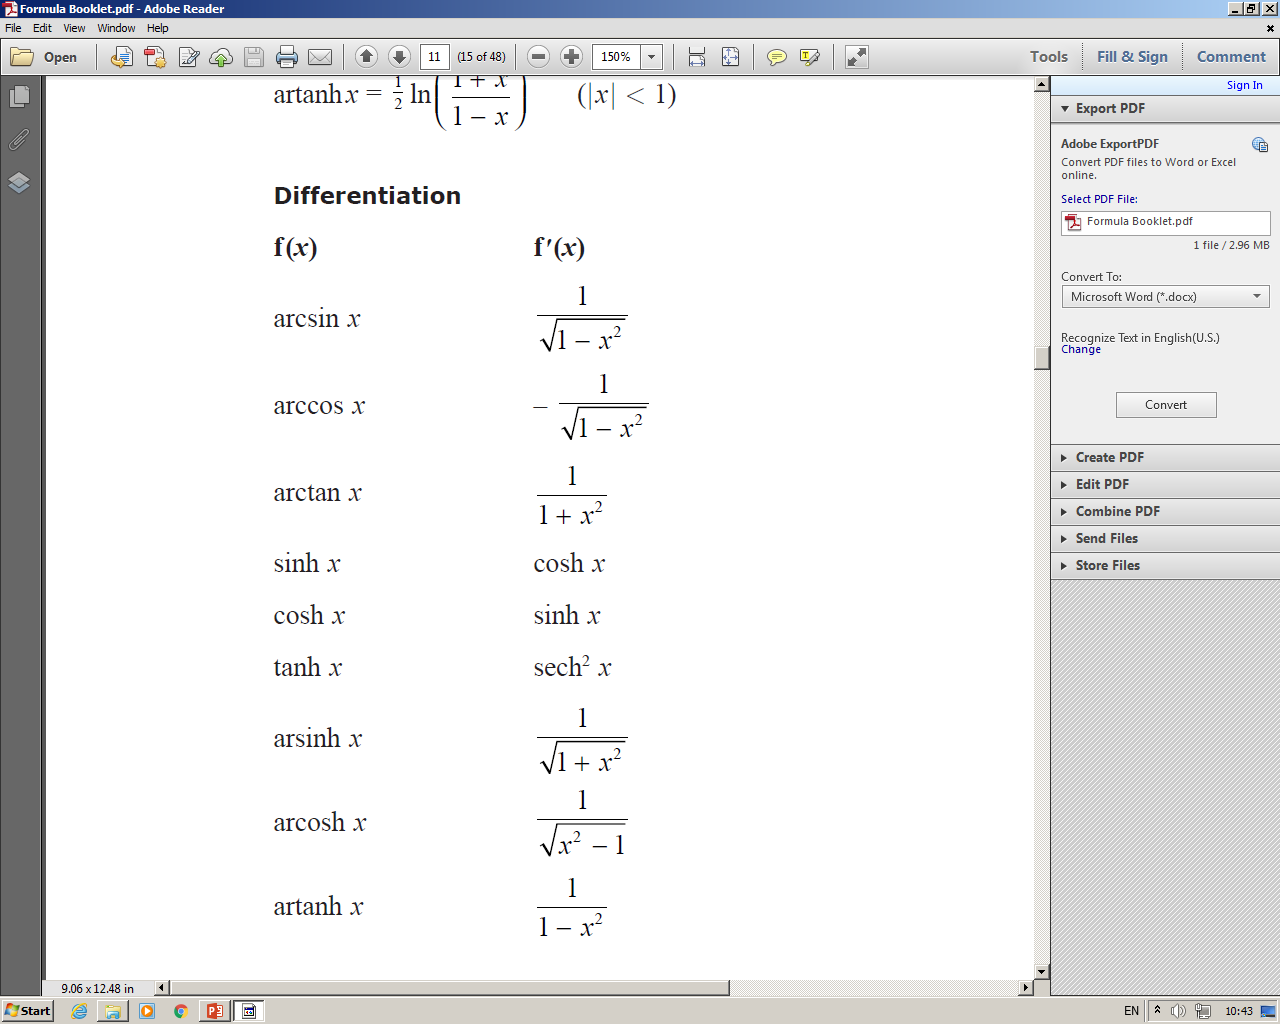 Formula Booklet.pdf - Adobe Reader
File Edit View Window Help
Open 11 (15 of 48) 150% Tools Fill & Sign Comment
Sign In
artanh x = 1/2 ln((1 + x)/(1 − x)) (|x| < 1)
Differentiation
f(x) f′(x)
arcsin x 1/√(1 − x²)
arccos x − 1/√(1 − x²)
arctan x 1/(1 + x²)
sinh x cosh x
cosh x sinh x
tanh x sech² x
arsinh x 1/√(1 + x²)
arcosh x 1/√(x² − 1)
artanh x 1/(1 − x²)
Export PDF
Adobe ExportPDF
Convert PDF files to Word or Excel
online.
Select PDF File:
Formula Booklet.pdf
1 file / 2.96 MB
Convert To:
Microsoft Word (*.docx)
Recognize Text in English(U.S.)
Change
Convert
Create PDF
Edit PDF
Combine PDF
Send Files
Store Files
9.06 x 12.48 in
Start EN 10:43